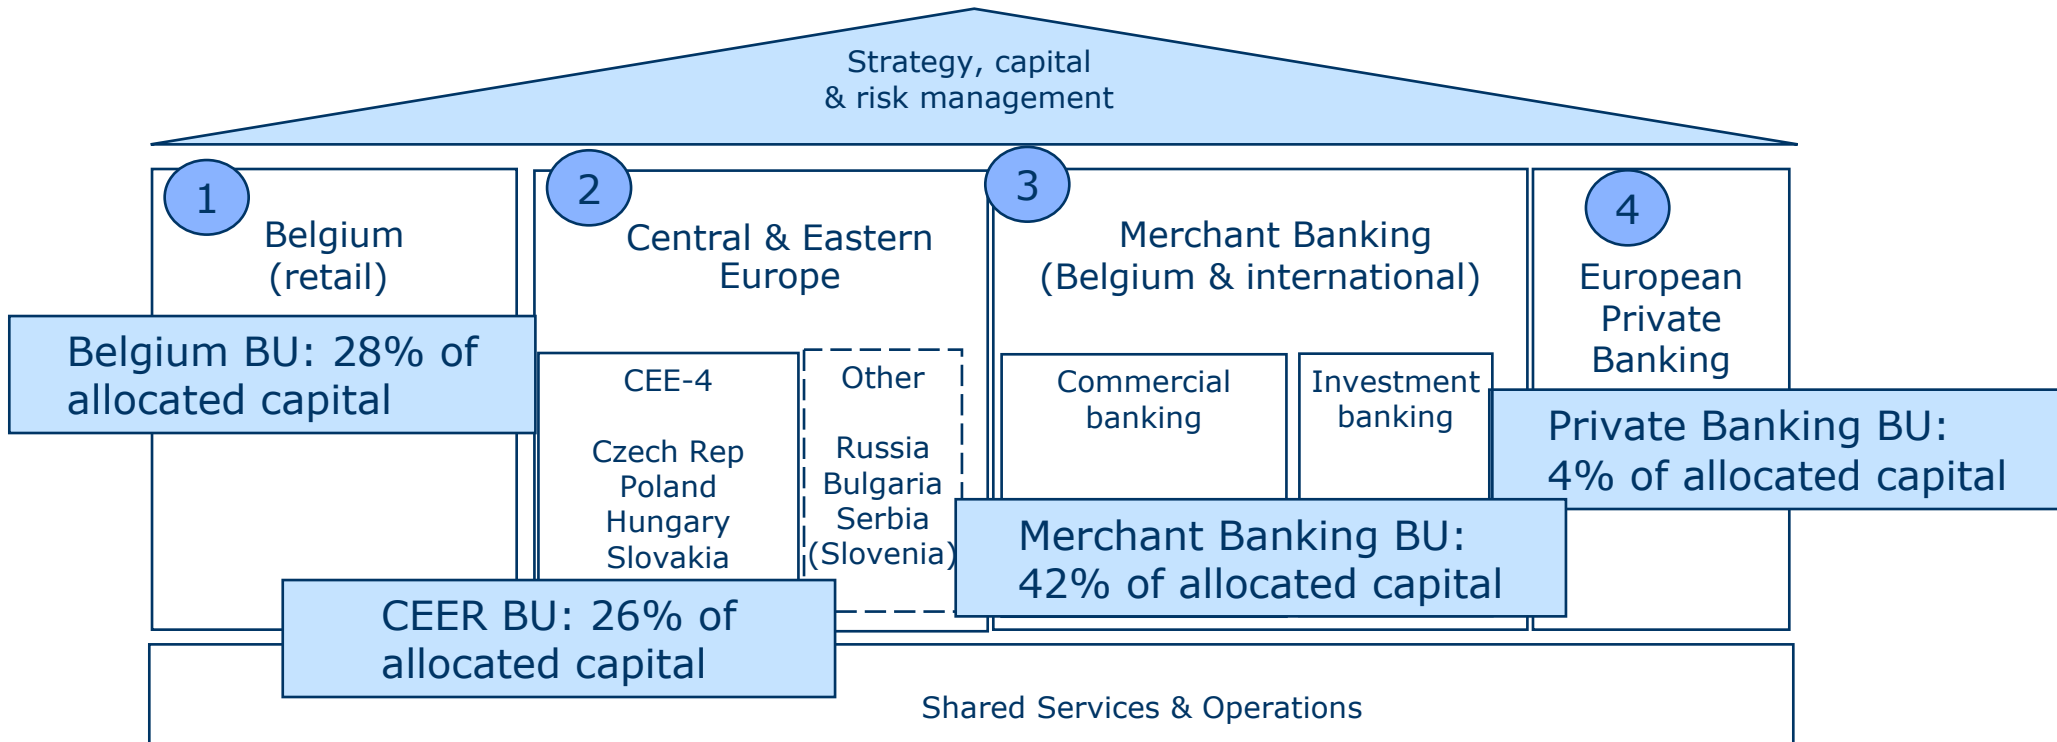 Strategy, capital
& risk management
1
Belgium
(retail)
Belgium BU: 28% of
allocated capital
2
Central & Eastern
Europe
CEE-4
Czech Rep
Poland
Hungary
Slovakia
Other
Russia
Bulgaria
Serbia
(Slovenia)
CEER BU: 26% of
allocated capital
3
Merchant Banking
(Belgium & international)
Commercial
banking
Investment
banking
Merchant Banking BU:
42% of allocated capital
4
European
Private
Banking
Private Banking BU:
4% of allocated capital
Shared Services & Operations